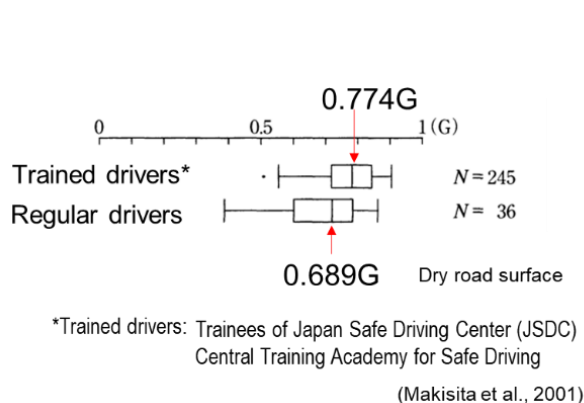 0.774G
0 0.5 1 (G)
Trained drivers* N=245
Regular drivers N= 36
0.689G Dry road surface
*Trained drivers: Trainees of Japan Safe Driving Center (JSDC)
Central Training Academy for Safe Driving
(Makisita et al., 2001)